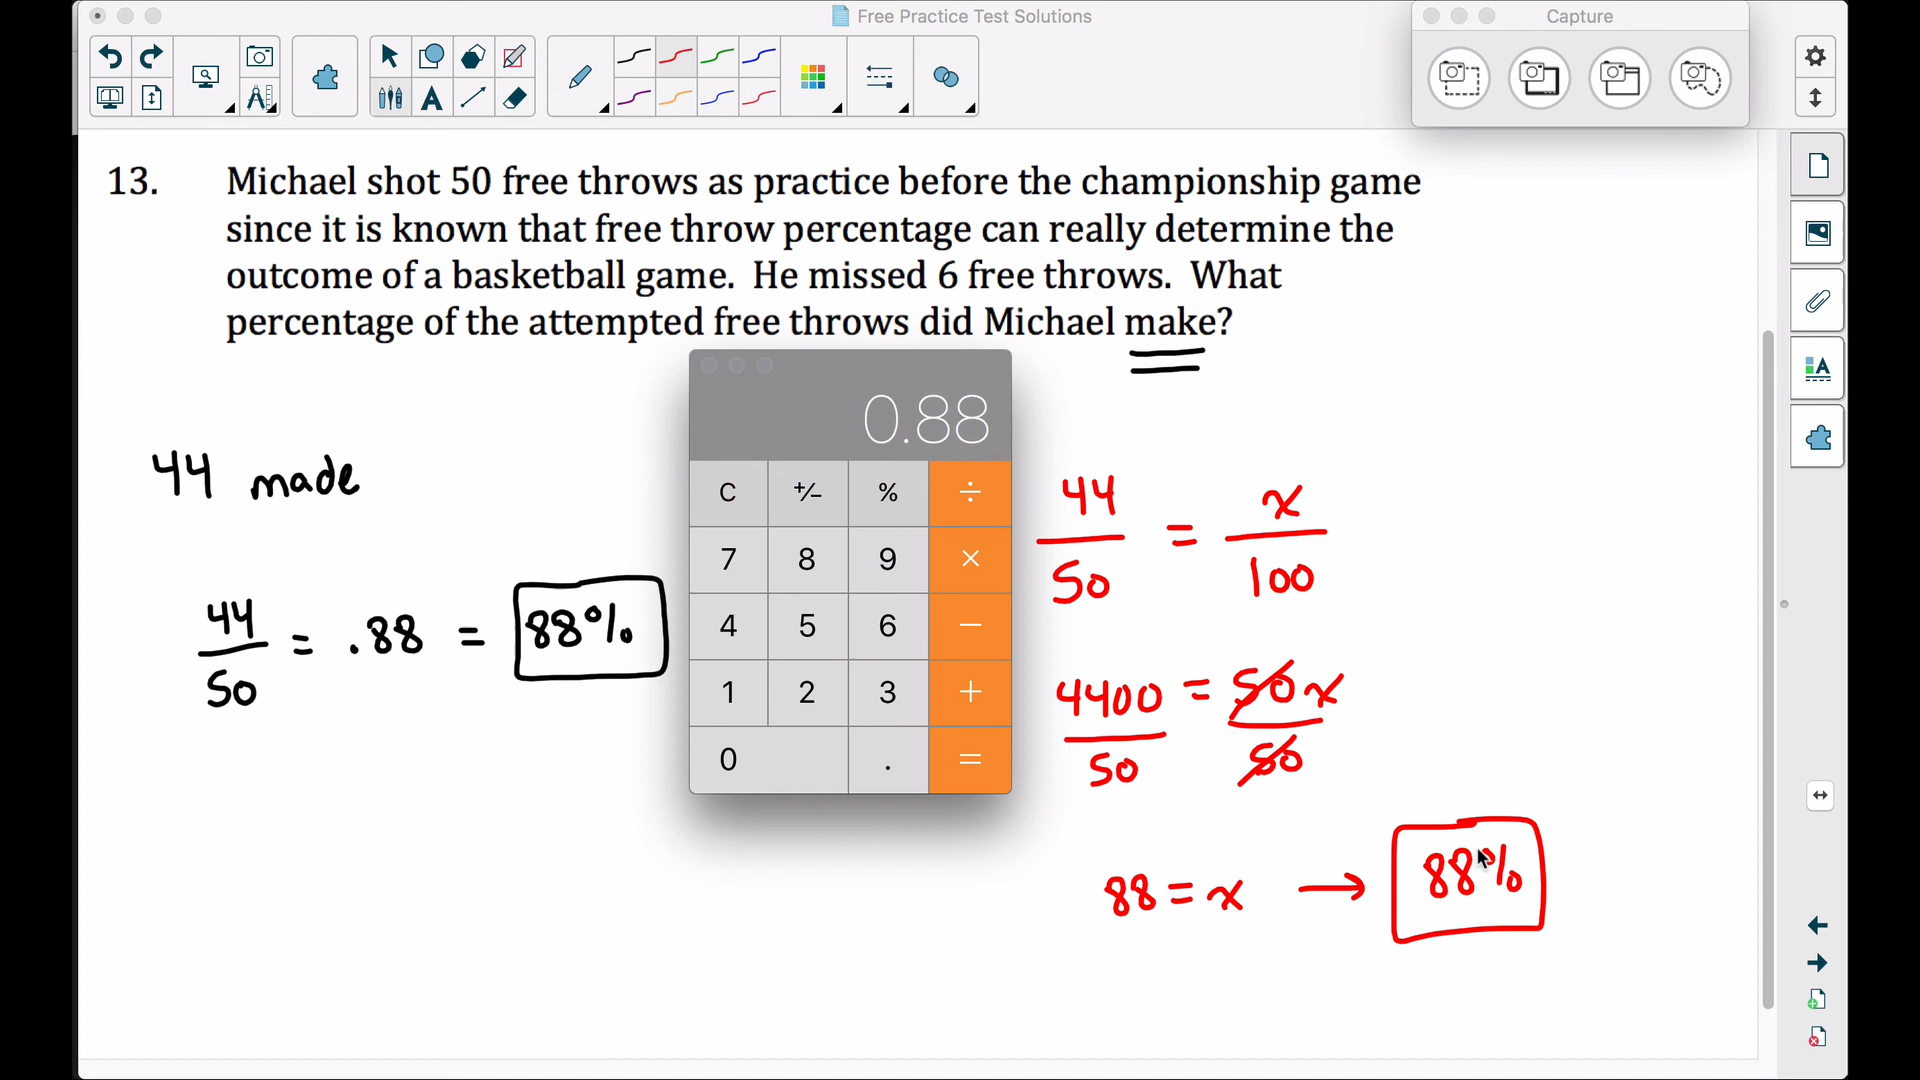 Free Practice Test Solutions
Capture
A
A
13. Michael shot 50 free throws as practice before the championship game
since it is known that free throw percentage can really determine the
outcome of a basketball game. He missed 6 free throws. What
percentage of the attempted free throws did Michael make?
44 made
44/50 = .88 = 88%
0.88
C +/- % ÷
7 8 9 ×
4 5 6 −
1 2 3 +
0 . =
44/50 = x/100
4400/50 = 50x/50
88 = x → 88%